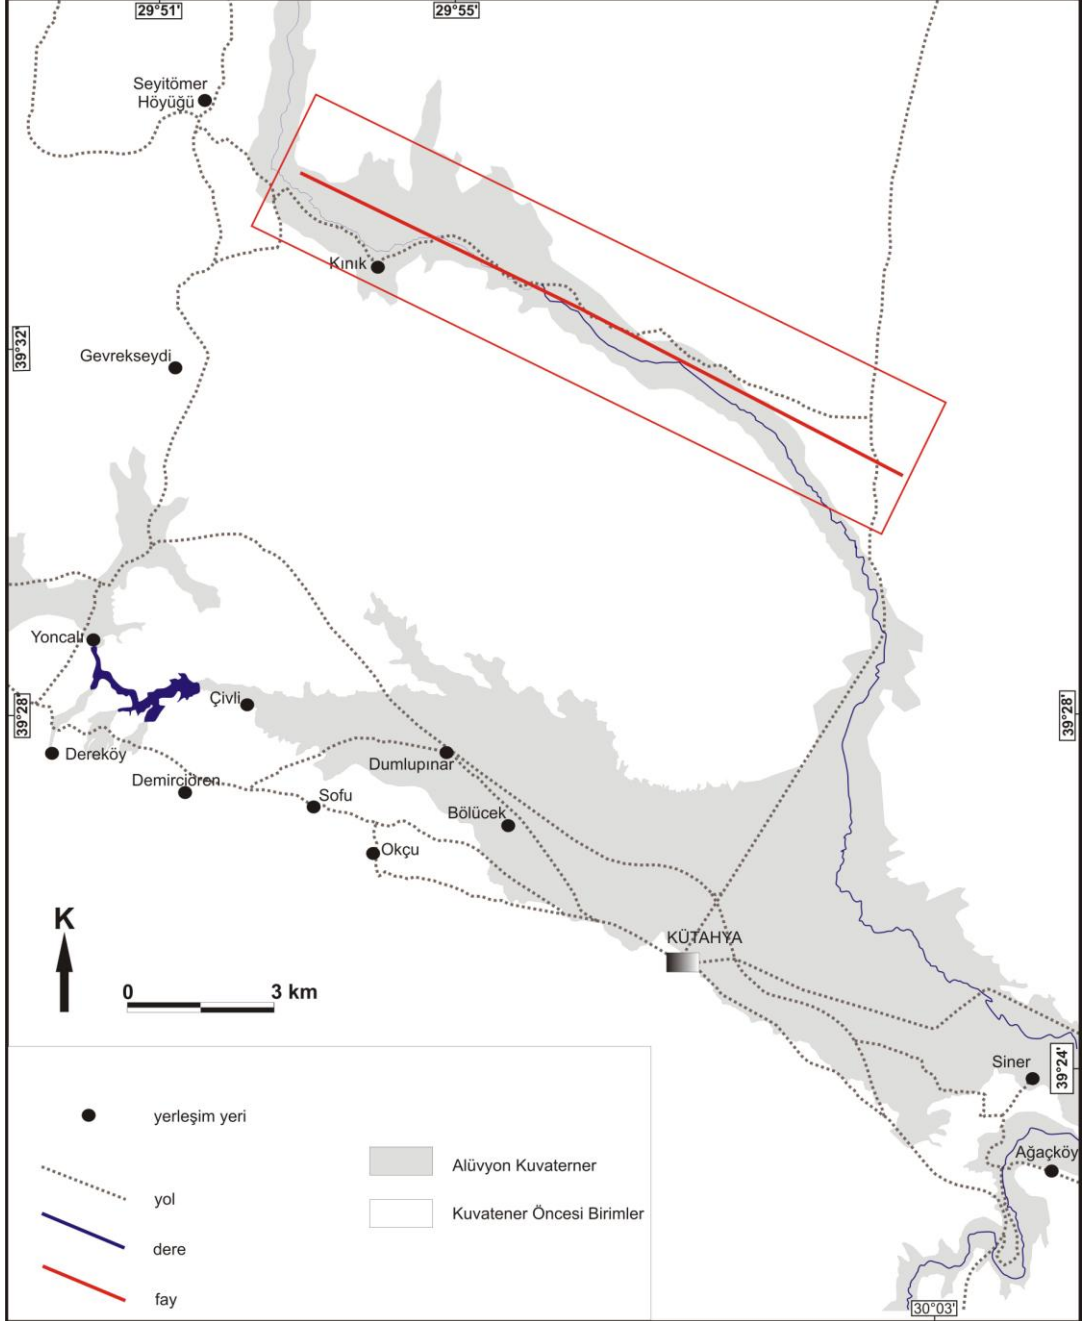 29°51'
29°55'
Seyitömer
Höyüğü
Kınık
39°32'
Gevrekseydi
Yoncalı
Çivli
39°28'
39°28'
Dereköy
Dumlupınar
Demirciören
Sofu
Bölücek
Okçu
K
KÜTAHYA
0 3 km
Siner
39°24'
yerleşim yeri
Ağaçköy
Alüvyon Kuvaterner
yol
Kuvatener Öncesi Birimler
dere
fay
30°03'